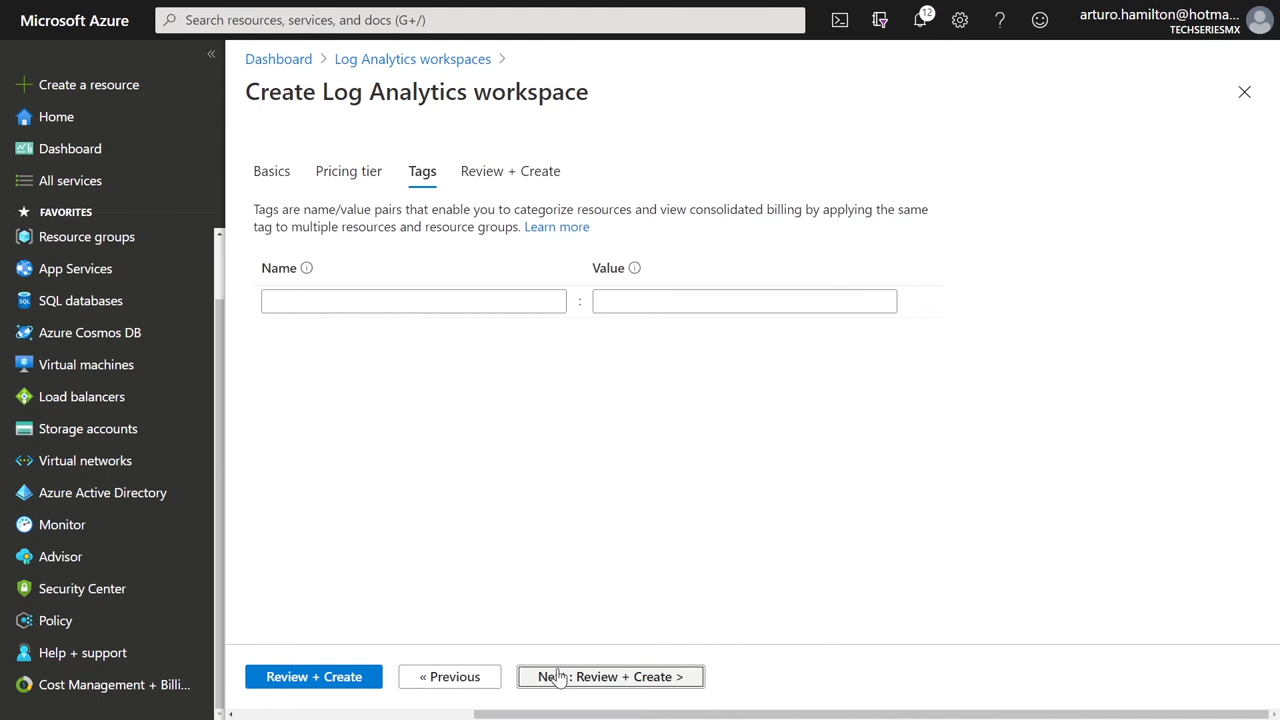 Microsoft Azure
Search resources, services, and docs (G+/)
12
arturo.hamilton@hotma...
TECHSERIESMX
«
Create a resource
Home
Dashboard
All services
FAVORITES
Resource groups
App Services
SQL databases
Azure Cosmos DB
Virtual machines
Load balancers
Storage accounts
Virtual networks
Azure Active Directory
Monitor
Advisor
Security Center
Policy
Help + support
Cost Management + Billi...
Dashboard > Log Analytics workspaces >
Create Log Analytics workspace
Basics Pricing tier Tags Review + Create
Tags are name/value pairs that enable you to categorize resources and view consolidated billing by applying the same
tag to multiple resources and resource groups. Learn more
Name Value
:
Review + Create « Previous : Review + Create >